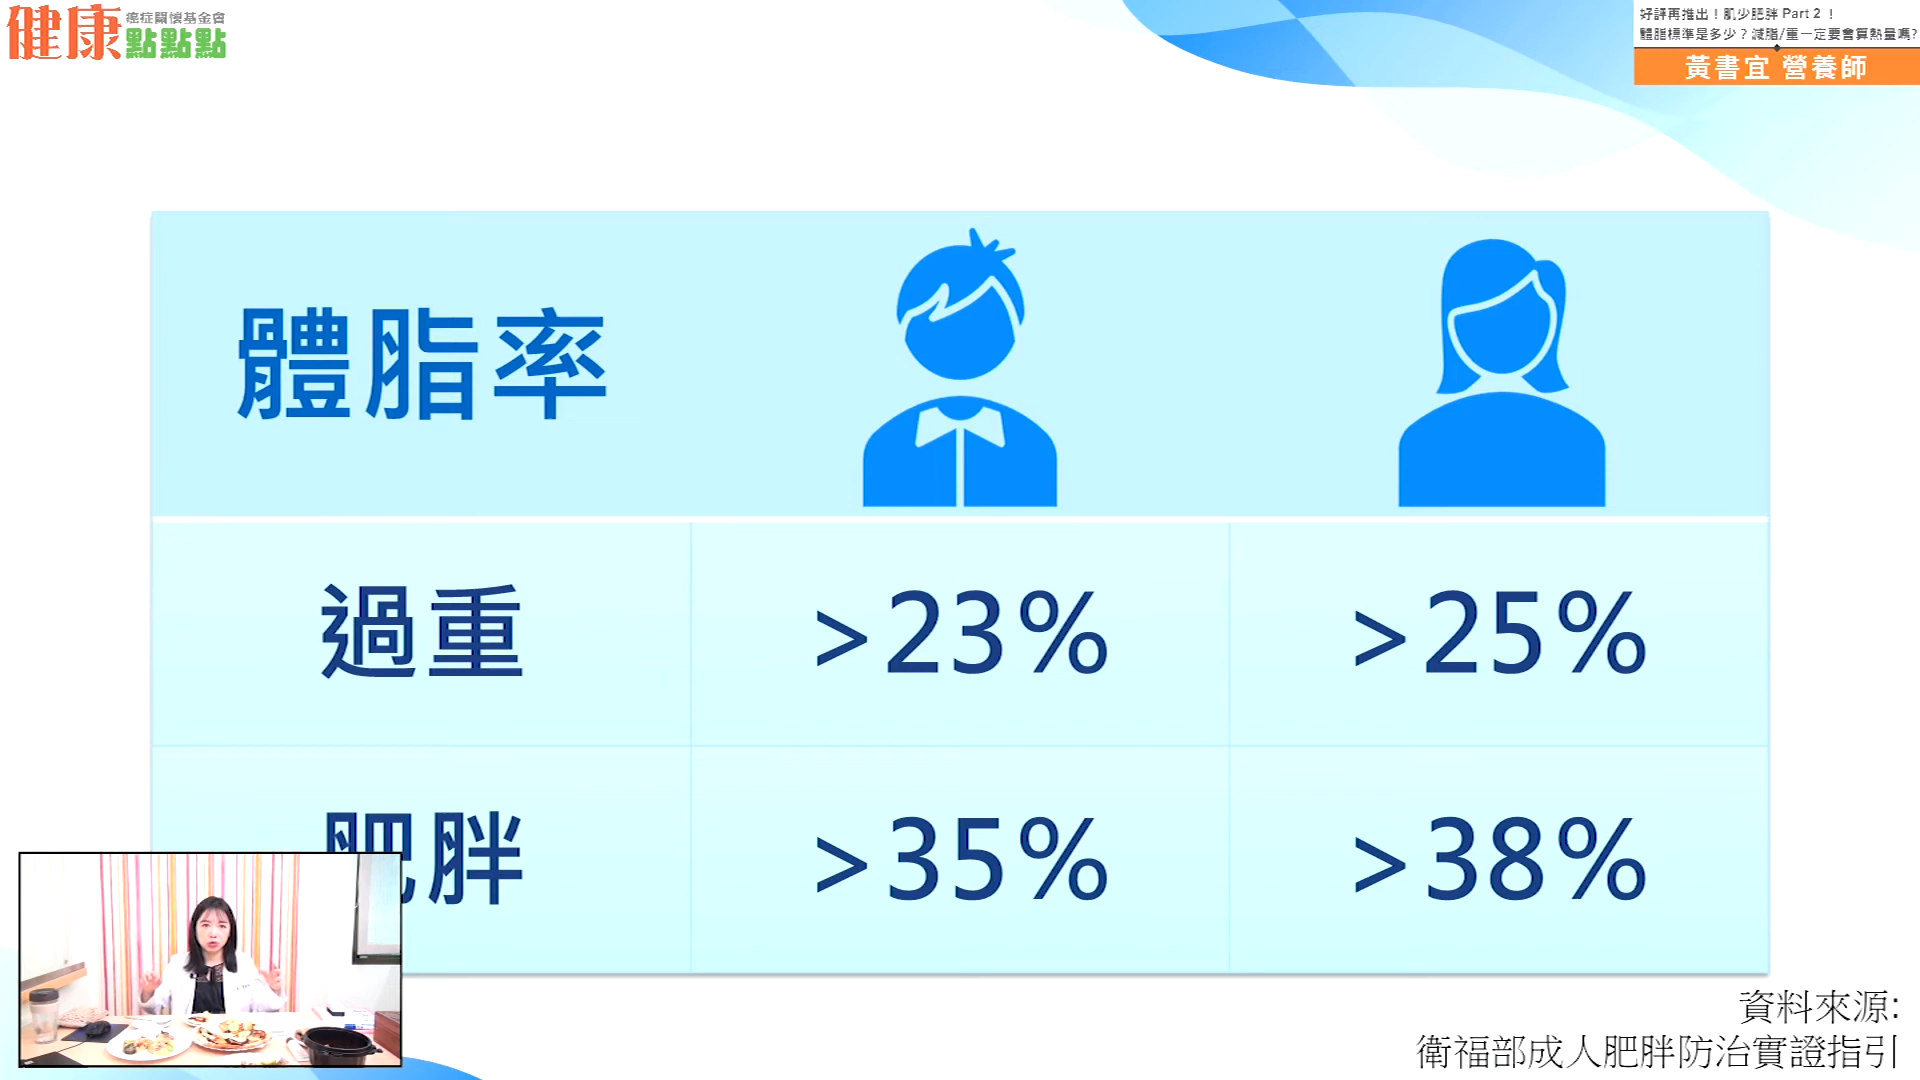 健康
癌症關懷基金會
點點點
好評再推出！肌少肥胖 Part 2 ！
體脂標準是多少？減脂/重一定要會算熱量嗎?
黃書宜 營養師
體脂率
過重 >23% >25%
肥胖 >35% >38%
資料來源:
衛福部成人肥胖防治實證指引